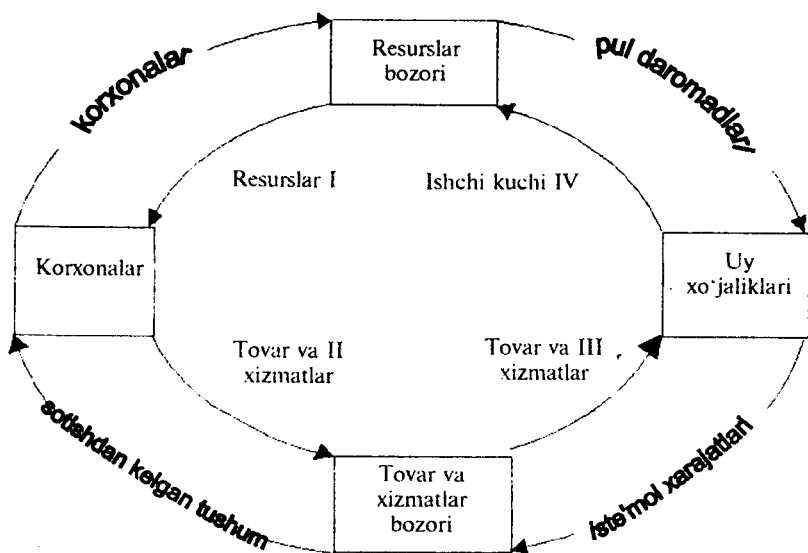 korxonalar
Resurslar
bozori
pul daromadlari
Resurslar I
Ishchi kuchi IV
Korxonalar
Uy
xo‘jaliklari
Tovar va II
xizmatlar
Tovar va III
xizmatlar
sotishdan kelgan tushum
Tovar va
xizmatlar
bozori
iste'mol xarajatlari